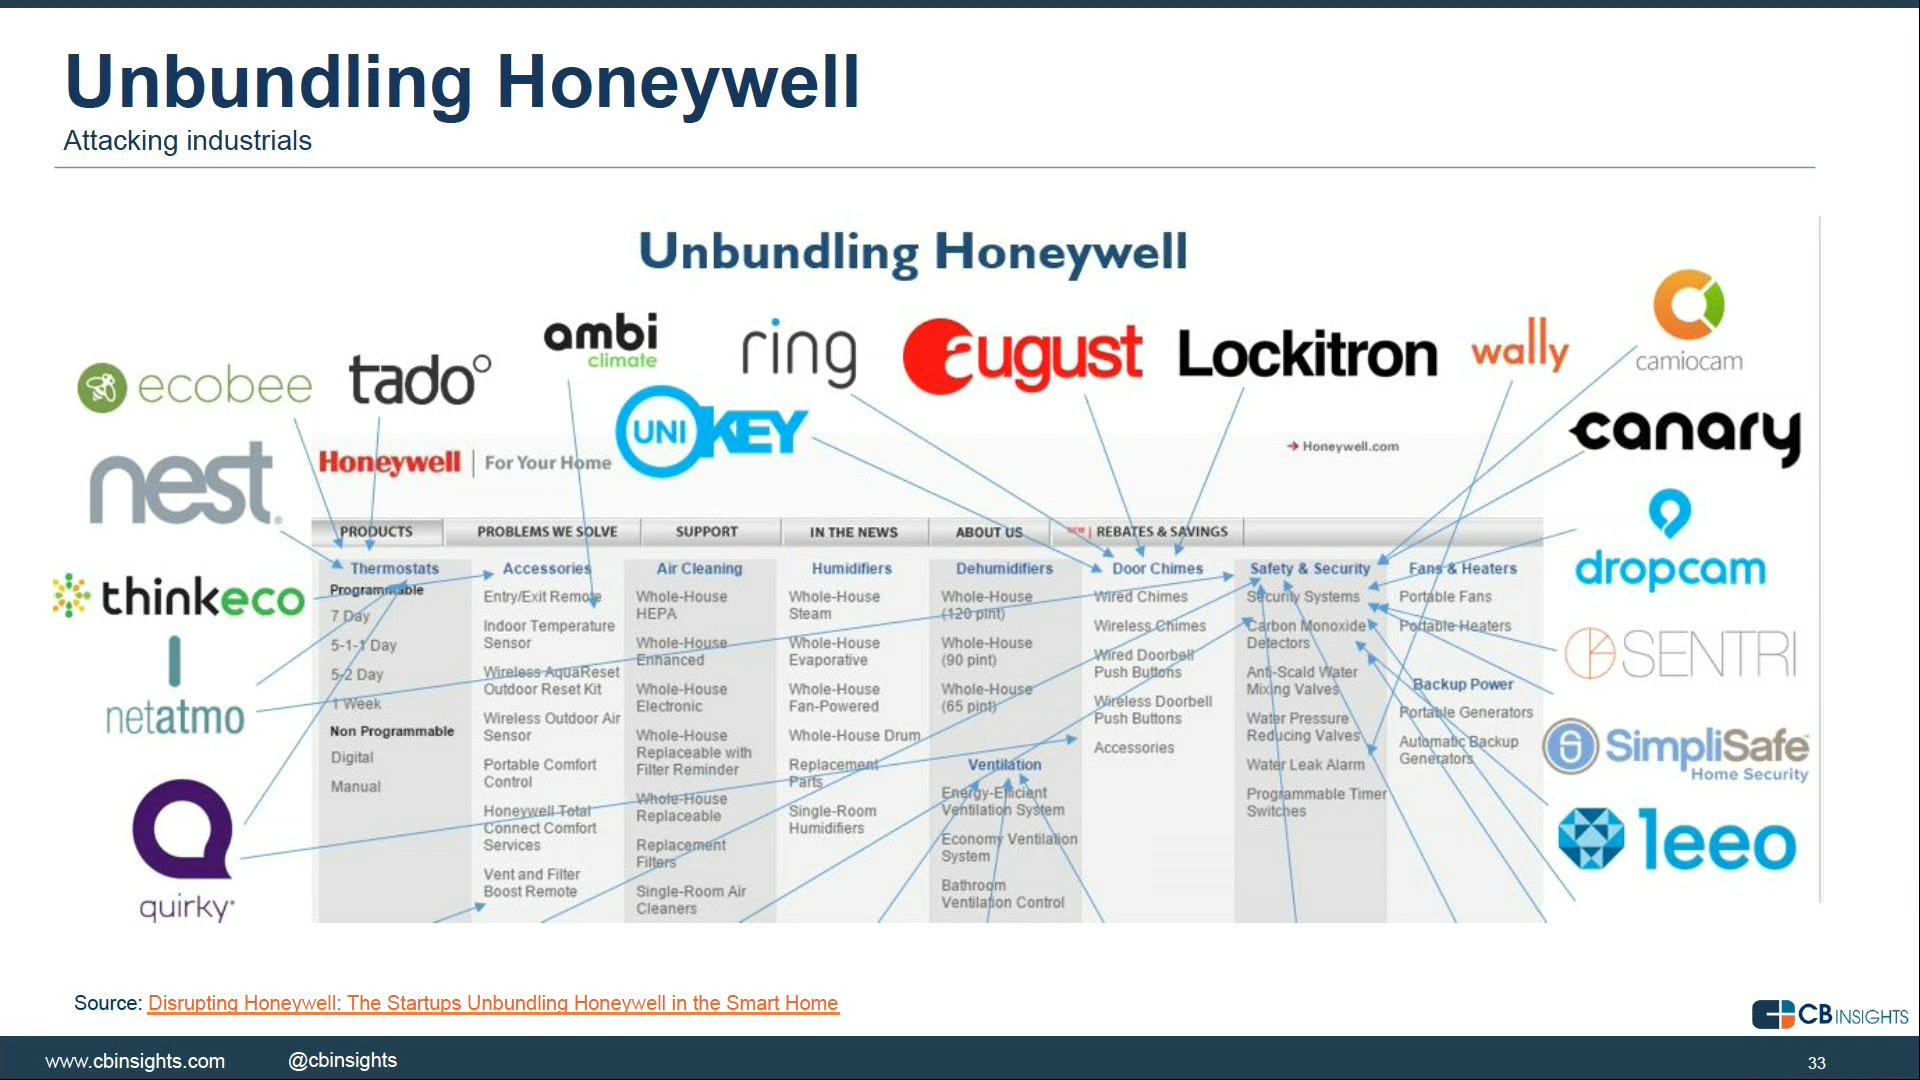 Unbundling Honeywell
Attacking industrials
Unbundling Honeywell
ecobee
tado°
ambi
climate
ring
august
Lockitron
wally
camiocam
nest
UNIKEY
canary
Honeywell | For Your Home
Honeywell.com
dropcam
PRODUCTS
PROBLEMS WE SOLVE
SUPPORT
IN THE NEWS
ABOUT US
NEW | REBATES & SAVINGS
thinkeco
netatmo
quirky
Thermostats
Programmable
7 Day
5-1-1 Day
5-2 Day
1 Week
Non Programmable
Digital
Manual
Accessories
Entry/Exit Remote
Indoor Temperature
Sensor
Wireless AquaReset
Outdoor Reset Kit
Wireless Outdoor Air
Sensor
Portable Comfort
Control
Honeywell Total
Connect Comfort
Services
Vent and Filter
Boost Remote
Air Cleaning
Whole-House
HEPA
Whole-House
Enhanced
Whole-House
Electronic
Whole-House
Replaceable with
Filter Reminder
Whole-House
Replaceable
Replacement
Filters
Single-Room Air
Cleaners
Humidifiers
Whole-House
Steam
Whole-House
Evaporative
Whole-House
Fan-Powered
Whole-House Drum
Replacement
Parts
Single-Room
Humidifiers
Dehumidifiers
Whole-House
(120 pint)
Whole-House
(90 pint)
Whole-House
(65 pint)
Ventilation
Energy-Efficient
Ventilation System
Economy Ventilation
System
Bathroom
Ventilation Control
Door Chimes
Wired Chimes
Wireless Chimes
Wired Doorbell
Push Buttons
Wireless Doorbell
Push Buttons
Accessories
Safety & Security
Security Systems
Carbon Monoxide
Detectors
Anti-Scald Water
Mixing Valves
Water Pressure
Reducing Valves
Water Leak Alarm
Programmable Timer
Switches
Fans & Heaters
Portable Fans
Portable Heaters
Backup Power
Portable Generators
Automatic Backup
Generators
SENTRI
SimpliSafe
Home Security
leeo
Source: Disrupting Honeywell: The Startups Unbundling Honeywell in the Smart Home
CBINSIGHTS
www.cbinsights.com
@cbinsights
33